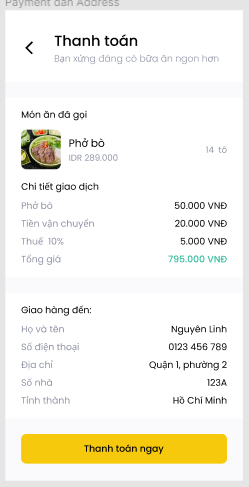 Payment dan Address
Thanh toán
Bạn xứng đáng có bữa ăn ngon hơn
Món ăn đã gọi
Phở bò
IDR 289.000
14 tô
Chi tiết giao dịch
Phở bò 50.000 VNĐ
Tiền vận chuyển 20.000 VNĐ
Thuế 10% 5.000 VNĐ
Tổng giá 795.000 VNĐ
Giao hàng đến:
Họ và tên Nguyên Linh
Số điện thoại 0123 456 789
Địa chỉ Quận 1, phường 2
Số nhà 123A
Tỉnh thành Hồ Chí Minh
Thanh toán ngay